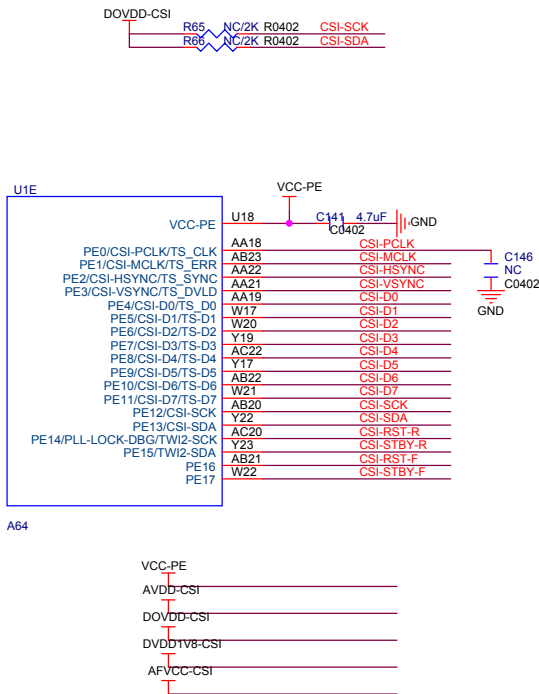 DOVDD-CSI
R65 NC/2K R0402 CSI-SCK
R66 NC/2K R0402 CSI-SDA
U1E
VCC-PE
VCC-PE U18 C141 4.7uF GND
C0402
PE0/CSI-PCLK/TS_CLK AA18 CSI-PCLK
PE1/CSI-MCLK/TS_ERR AB23 CSI-MCLK
PE2/CSI-HSYNC/TS_SYNC AA22 CSI-HSYNC
PE3/CSI-VSYNC/TS_DVLD AA21 CSI-VSYNC
PE4/CSI-D0/TS_D0 AA19 CSI-D0
PE5/CSI-D1/TS-D1 W17 CSI-D1
PE6/CSI-D2/TS-D2 W20 CSI-D2
PE7/CSI-D3/TS-D3 Y19 CSI-D3
PE8/CSI-D4/TS-D4 AC22 CSI-D4
PE9/CSI-D5/TS-D5 Y17 CSI-D5
PE10/CSI-D6/TS-D6 AB22 CSI-D6
PE11/CSI-D7/TS-D7 W21 CSI-D7
PE12/CSI-SCK AB20 CSI-SCK
PE13/CSI-SDA Y22 CSI-SDA
PE14/PLL-LOCK-DBG/TWI2-SCK AC20 CSI-RST-R
PE15/TWI2-SDA Y23 CSI-STBY-R
PE16 AB21 CSI-RST-F
PE17 W22 CSI-STBY-F
C146
NC
C0402
GND
A64
VCC-PE
AVDD-CSI
DOVDD-CSI
DVDD1V8-CSI
AFVCC-CSI